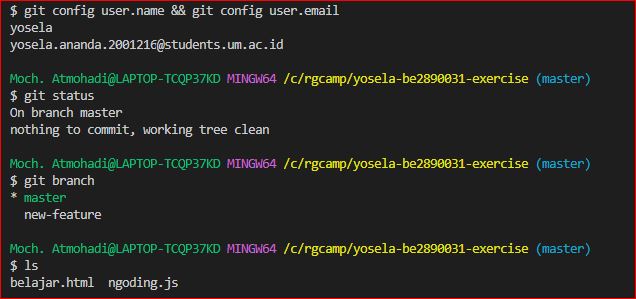 $ git config user.name && git config user.email
yosela
yosela.ananda.2001216@students.um.ac.id
Moch. Atmohadi@LAPTOP-TCQP37KD MINGW64 /c/rgcamp/yosela-be2890031-exercise (master)
$ git status
On branch master
nothing to commit, working tree clean
Moch. Atmohadi@LAPTOP-TCQP37KD MINGW64 /c/rgcamp/yosela-be2890031-exercise (master)
$ git branch
* master
  new-feature
Moch. Atmohadi@LAPTOP-TCQP37KD MINGW64 /c/rgcamp/yosela-be2890031-exercise (master)
$ ls
belajar.html  ngoding.js